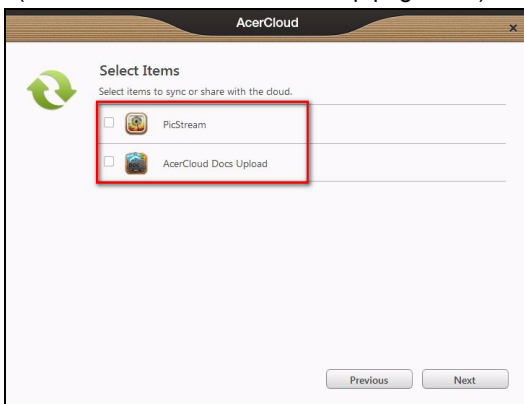 AcerCloud
x
Select Items
Select items to sync or share with the cloud.
PicStream
AcerCloud Docs Upload
Previous Next